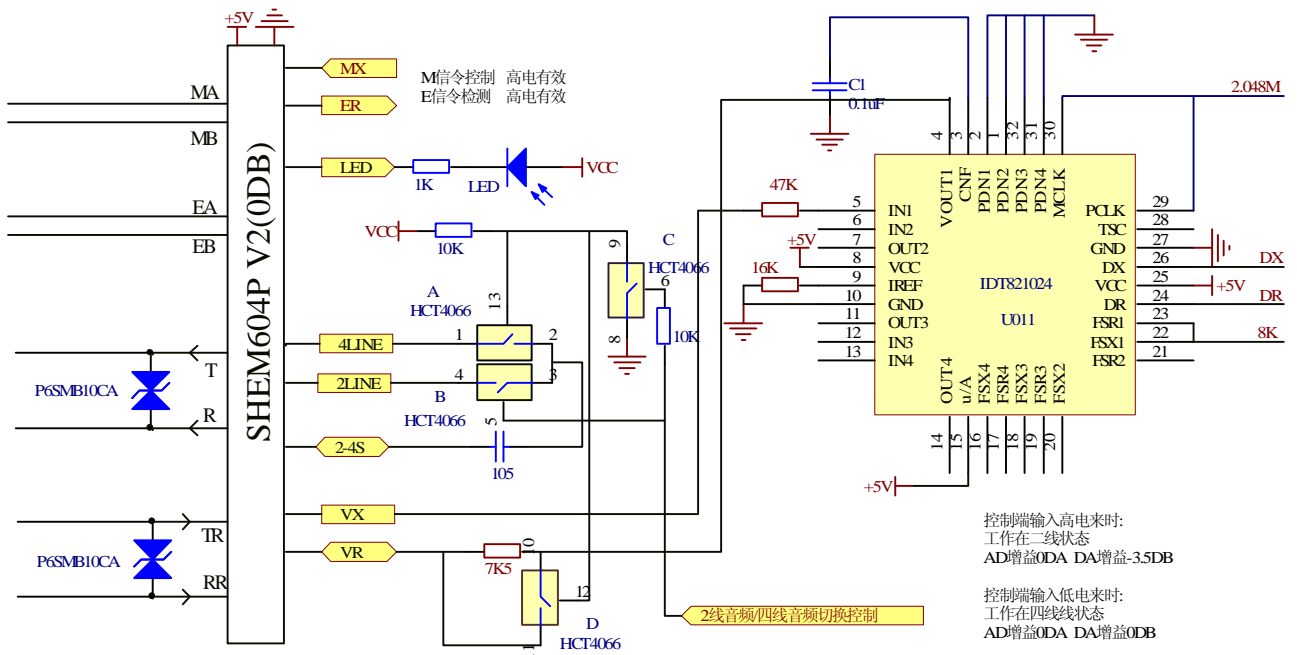 +5V
SHEM604P V2(0DB)
MA
MB
EA
EB
T
R
P6SMB10CA
TR
RR
P6SMB10CA
MX
ER
M信令控制 高电有效
E信令检测 高电有效
LED
1K
LED
VCC
VCC
10K
A
HCT4066
13
4LINE
1
2
2LINE
4
3
B
HCT4066
5
2-4S
105
C
HCT4066
9
6
8
10K
VX
VR
7K5
10
12
D
HCT4066
2线音频/四线音频切换控制
C1
0.1uF
2.048M
47K
+5V
16K
4
3
2
1
32
31
30
VOUT1
CNF
PDN1
PDN2
PDN3
PDN4
MCLK
5
IN1
6
IN2
7
OUT2
8
VCC
9
IREF
10
GND
11
OUT3
12
IN3
13
IN4
IDT821024
U011
PCLK
29
TSC
28
GND
27
DX
26
DX
VCC
25
+5V
DR
24
DR
FSR1
23
FSX1
22
8K
FSR2
21
OUT4
u/A
FSX4
FSR4
FSX3
FSR3
FSX2
14
15
16
17
18
19
20
+5V
控制端输入高电来时:
工作在二线状态
AD增益0DA DA增益-3.5DB
控制端输入低电来时:
工作在四线线状态
AD增益0DA DA增益0DB